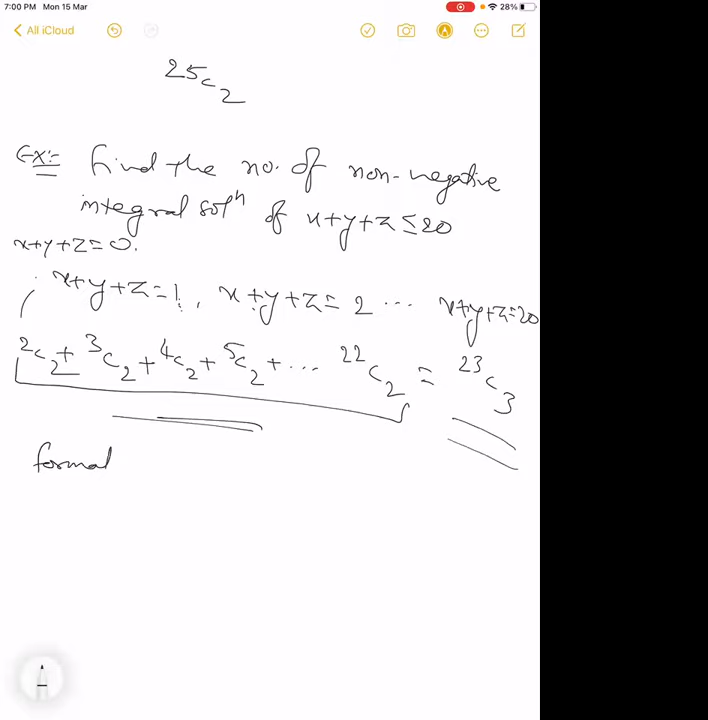 7:00 PM Mon 15 Mar 28%
All iCloud
²⁵C₂
Ex:- Find the no. of non-negative
integral solⁿ of x+y+z ≤ 20
x+y+z=0.
x+y+z=1, x+y+z=2 ... x+y+z=20
²C₂ + ³C₂ + ⁴C₂ + ⁵C₂ + ... ²²C₂ = ²³C₃
formal